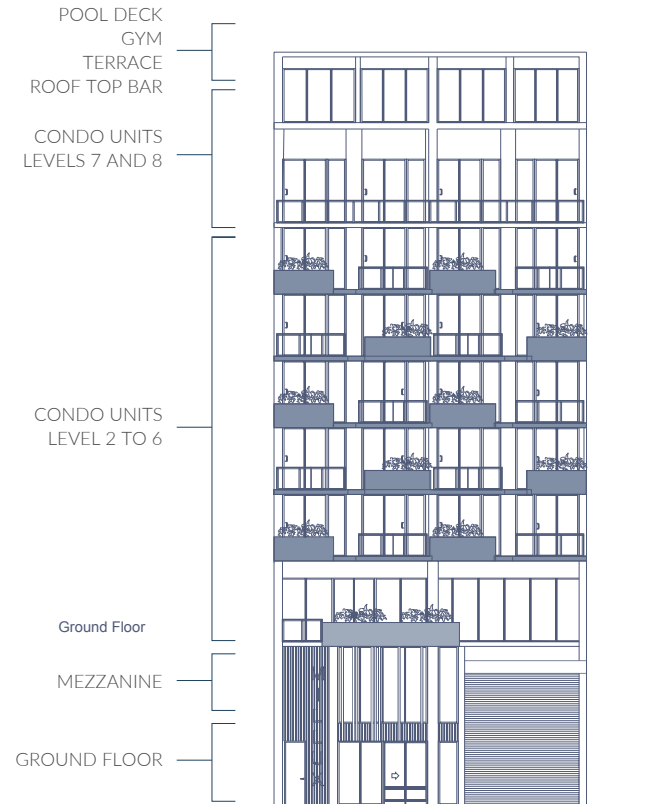 POOL DECK
GYM
TERRACE
ROOF TOP BAR
CONDO UNITS
LEVELS 7 AND 8
CONDO UNITS
LEVEL 2 TO 6
Ground Floor
MEZZANINE
GROUND FLOOR